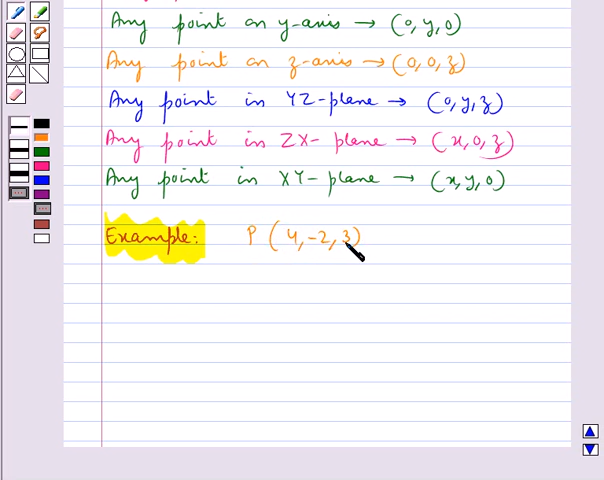 Any point on y-axis → (0, y, 0)
Any point on z-axis → (0, 0, z)
Any point in YZ-plane → (0, y, z)
Any point in ZX-plane → (x, 0, z)
Any point in XY-plane → (x, y, 0)
Example: P (4, -2, 3)